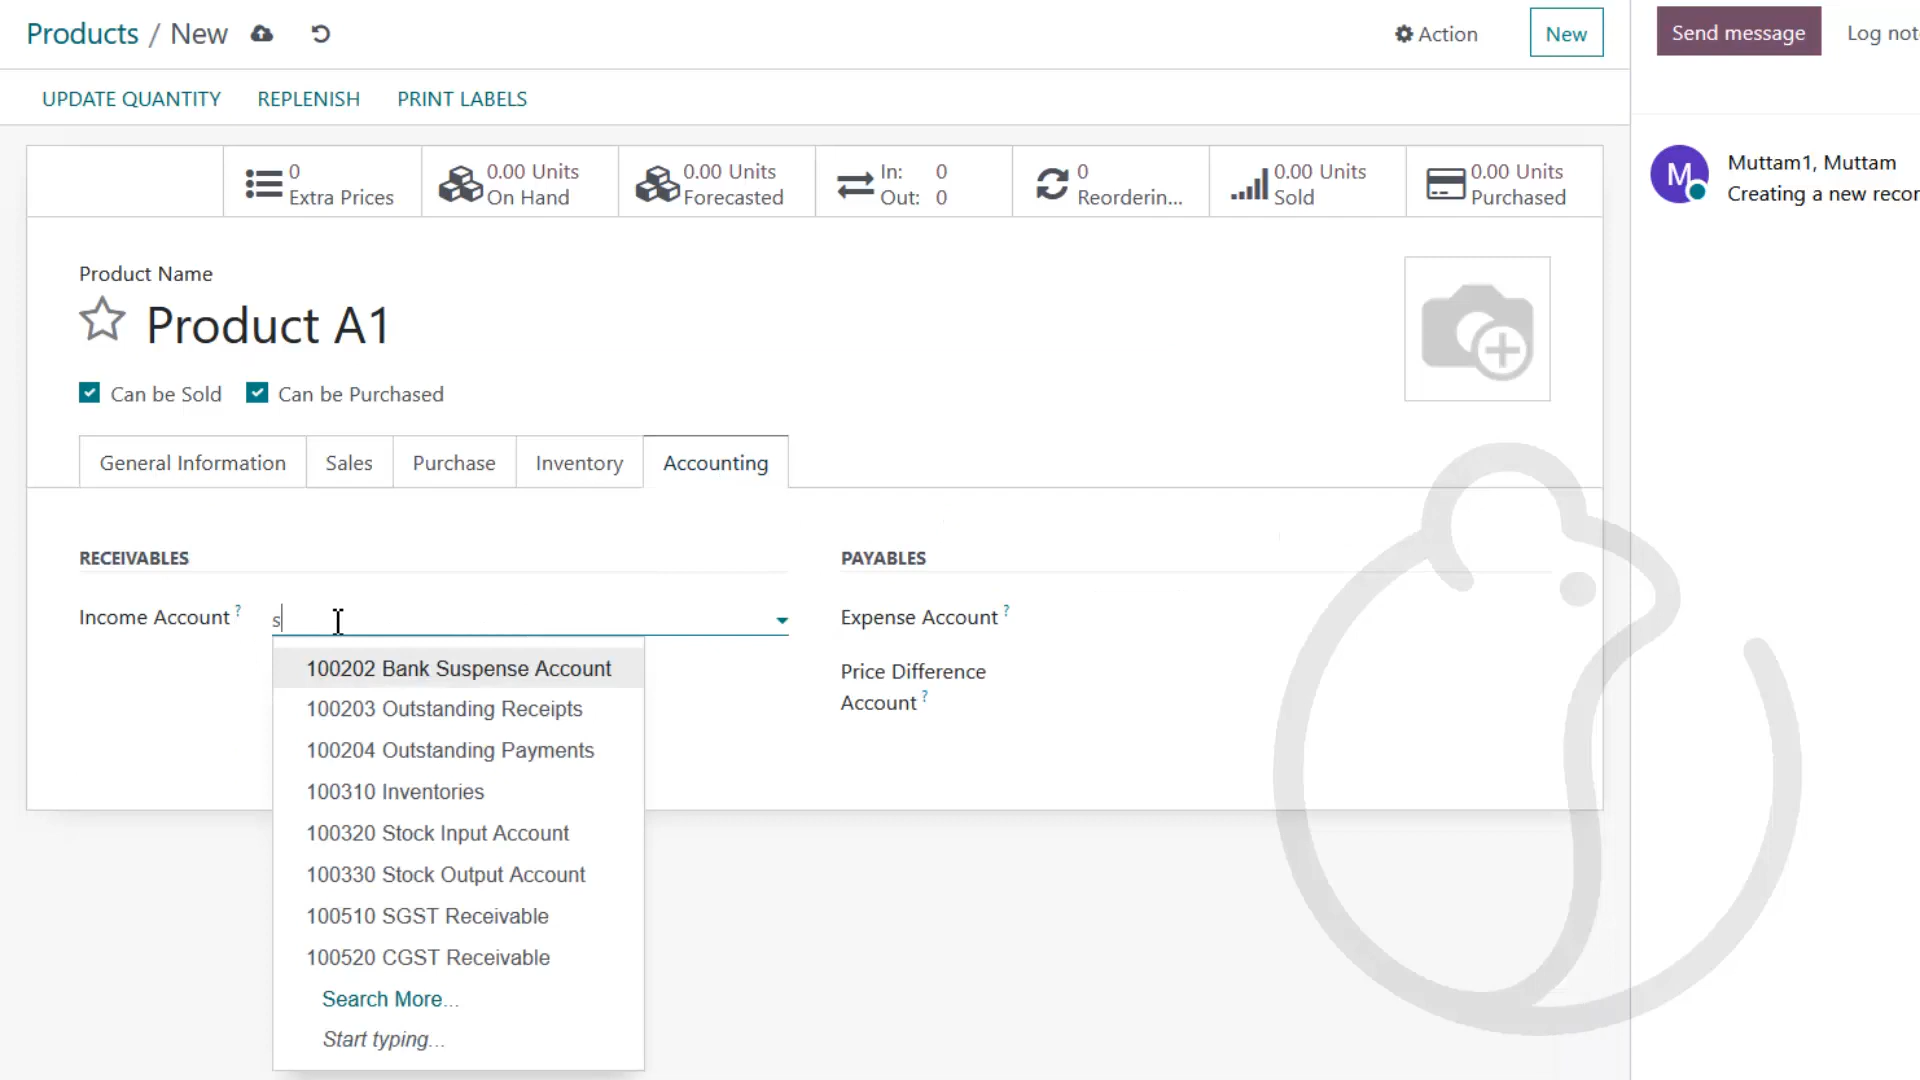 Products / New
Action
New
Send message
Log not
UPDATE QUANTITY
REPLENISH
PRINT LABELS
0
Extra Prices
0.00 Units
On Hand
0.00 Units
Forecasted
In: 0
Out: 0
0
Reorderin...
0.00 Units
Sold
0.00 Units
Purchased
M
Muttam1, Muttam
Creating a new recor
Product Name
Product A1
Can be Sold
Can be Purchased
General Information
Sales
Purchase
Inventory
Accounting
RECEIVABLES
PAYABLES
Income Account ?
s
Expense Account ?
Price Difference
Account ?
100202 Bank Suspense Account
100203 Outstanding Receipts
100204 Outstanding Payments
100310 Inventories
100320 Stock Input Account
100330 Stock Output Account
100510 SGST Receivable
100520 CGST Receivable
Search More...
Start typing...